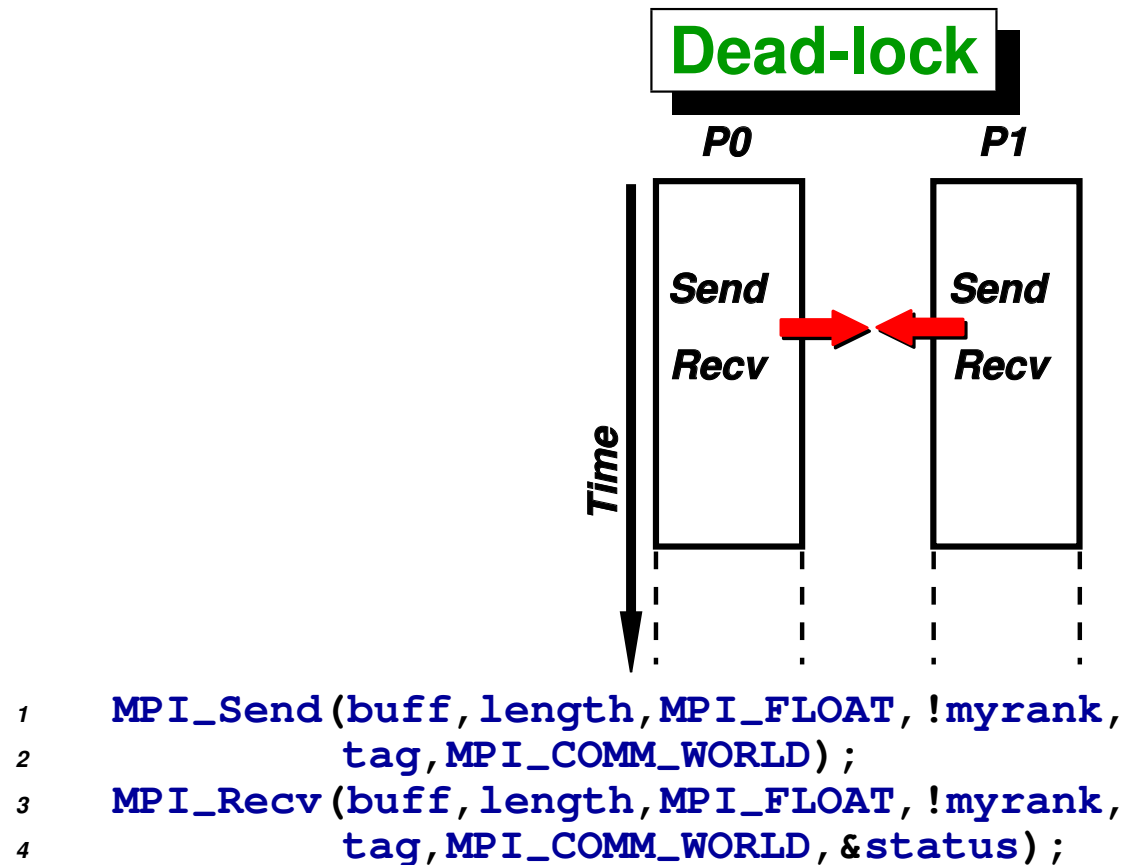 Dead-lock
P0 P1
Send Send
Recv Recv
Time
1 MPI_Send(buff,length,MPI_FLOAT,!myrank,
2 tag,MPI_COMM_WORLD);
3 MPI_Recv(buff,length,MPI_FLOAT,!myrank,
4 tag,MPI_COMM_WORLD,&status);